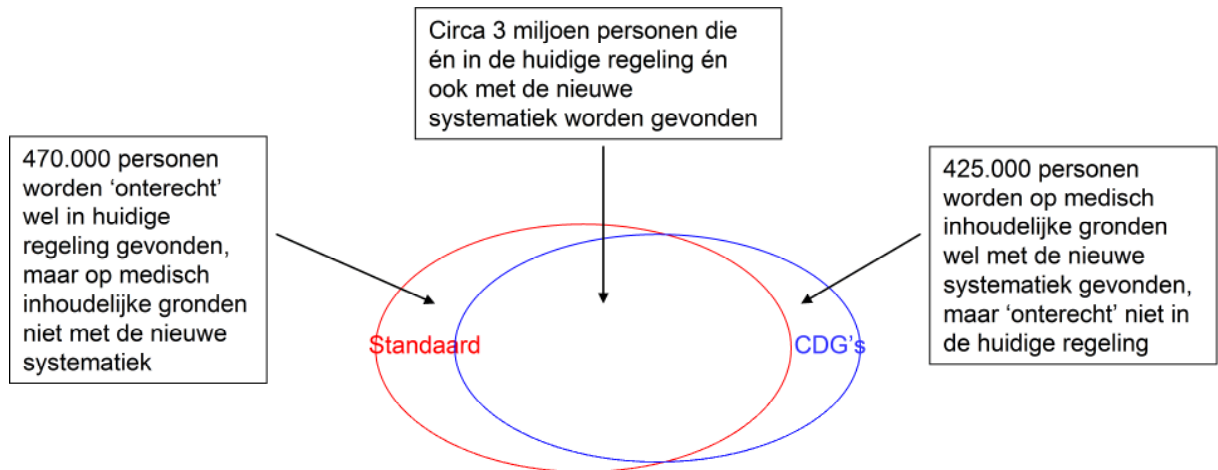 Circa 3 miljoen personen die
én in de huidige regeling én
ook met de nieuwe
systematiek worden gevonden
470.000 personen
worden ‘onterecht’
wel in huidige
regeling gevonden,
maar op medisch
inhoudelijke gronden
niet met de nieuwe
systematiek
425.000 personen
worden op medisch
inhoudelijke gronden
wel met de nieuwe
systematiek gevonden,
maar ‘onterecht’ niet in
de huidige regeling
Standaard
CDG’s